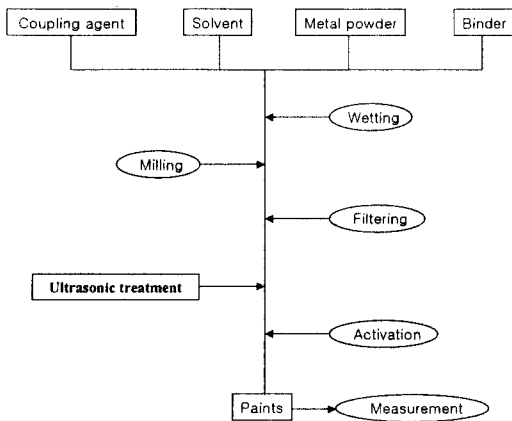 Coupling agent
Solvent
Metal powder
Binder
Wetting
Milling
Filtering
Ultrasonic treatment
Activation
Paints
Measurement